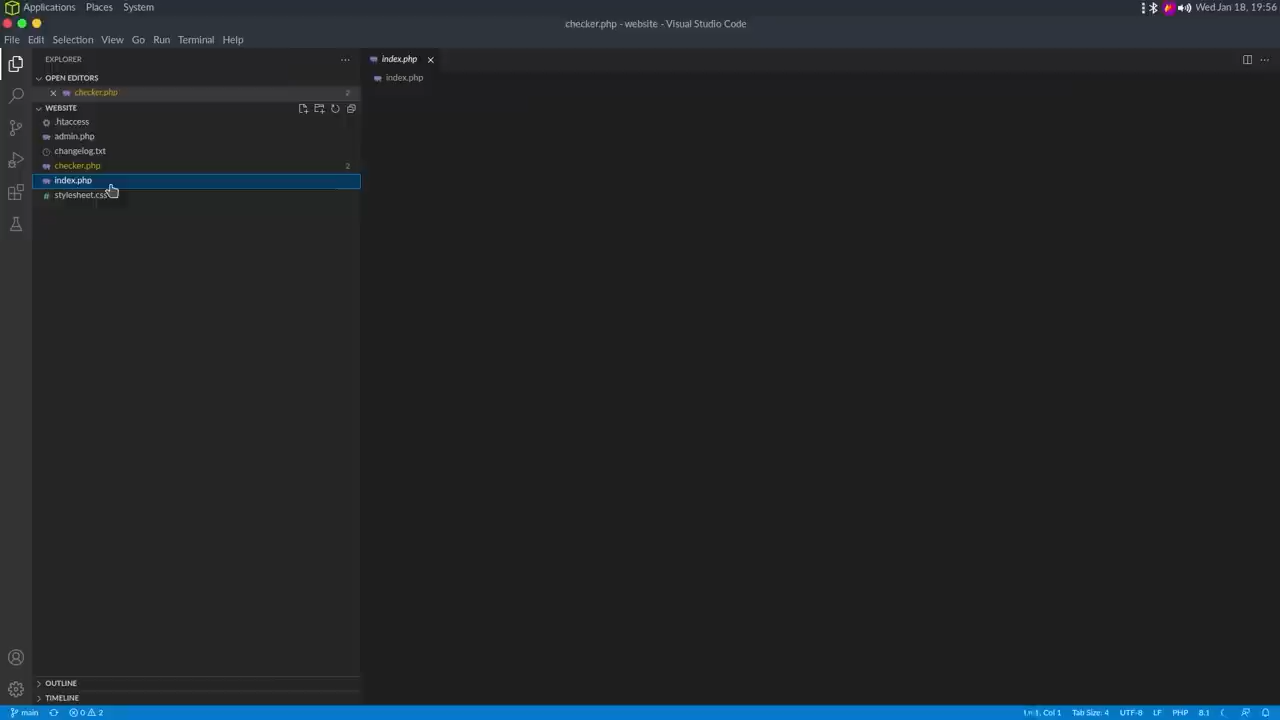 Applications Places System
Wed Jan 18, 19:56
checker.php - website - Visual Studio Code
File Edit Selection View Go Run Terminal Help
EXPLORER
index.php
OPEN EDITORS
index.php
checker.php 2
WEBSITE
.htaccess
admin.php
changelog.txt
checker.php 2
index.php
stylesheet.css
OUTLINE
TIMELINE
main 0 2
Col 1 Tab Size: 4 UTF-8 LF PHP 8.1